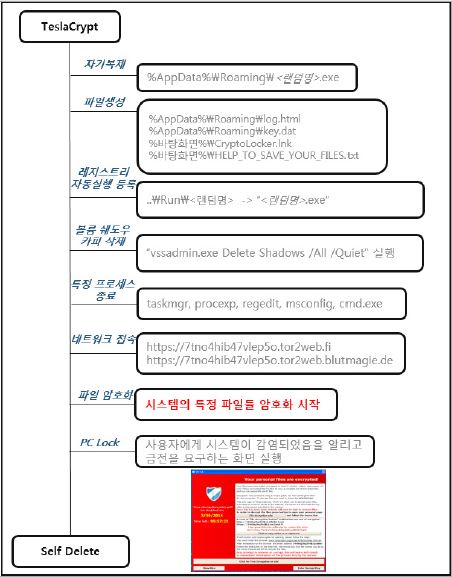 TeslaCrypt
자가복제
%AppData%₩Roaming₩<랜덤명>.exe
파일생성
%AppData%₩Roaming₩log.html
%AppData%₩Roaming₩key.dat
%바탕화면%₩CryptoLocker.lnk
%바탕화면%₩HELP_TO_SAVE_YOUR_FILES.txt
레지스트리
자동실행 등록
..₩Run₩<랜덤명> -> "<랜덤명>.exe"
볼륨 쉐도우
카피 삭제
"vssadmin.exe Delete Shadows /All /Quiet" 실행
특정 프로세스
종료
taskmgr, procexp, regedit, msconfig, cmd.exe
네트워크 접속
https://7tno4hib47vlep5o.tor2web.fi
https://7tno4hib47vlep5o.tor2web.blutmagie.de
파일 암호화
시스템의 특정 파일들 암호화 시작
PC Lock
사용자에게 시스템이 감염되었음을 알리고
금전을 요구하는 화면 실행
Your personal files are encrypted!
Self Delete